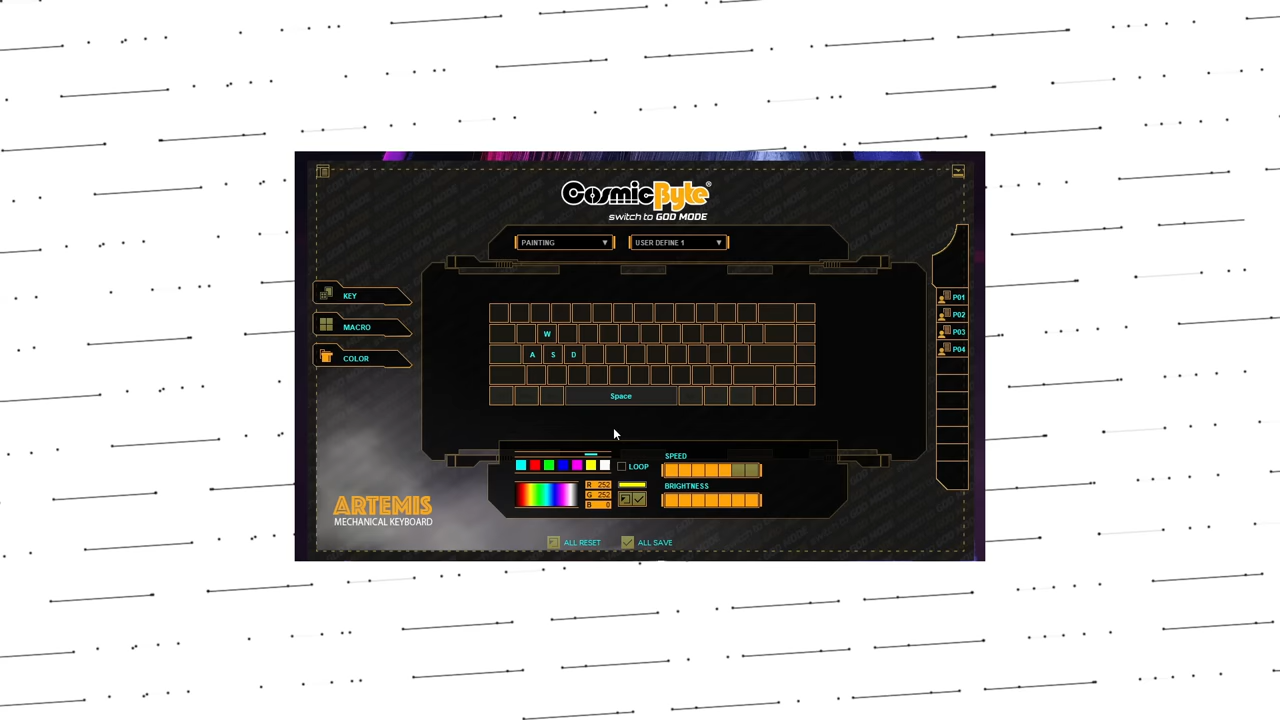 CosmicByte®
switch to GOD MODE
PAINTING
USER DEFINE 1
KEY
MACRO
COLOR
P01
P02
P03
P04
W
A S D
Space
LOOP
SPEED
R 252
G 252
B 0
BRIGHTNESS
ARTEMIS
MECHANICAL KEYBOARD
ALL RESET
ALL SAVE